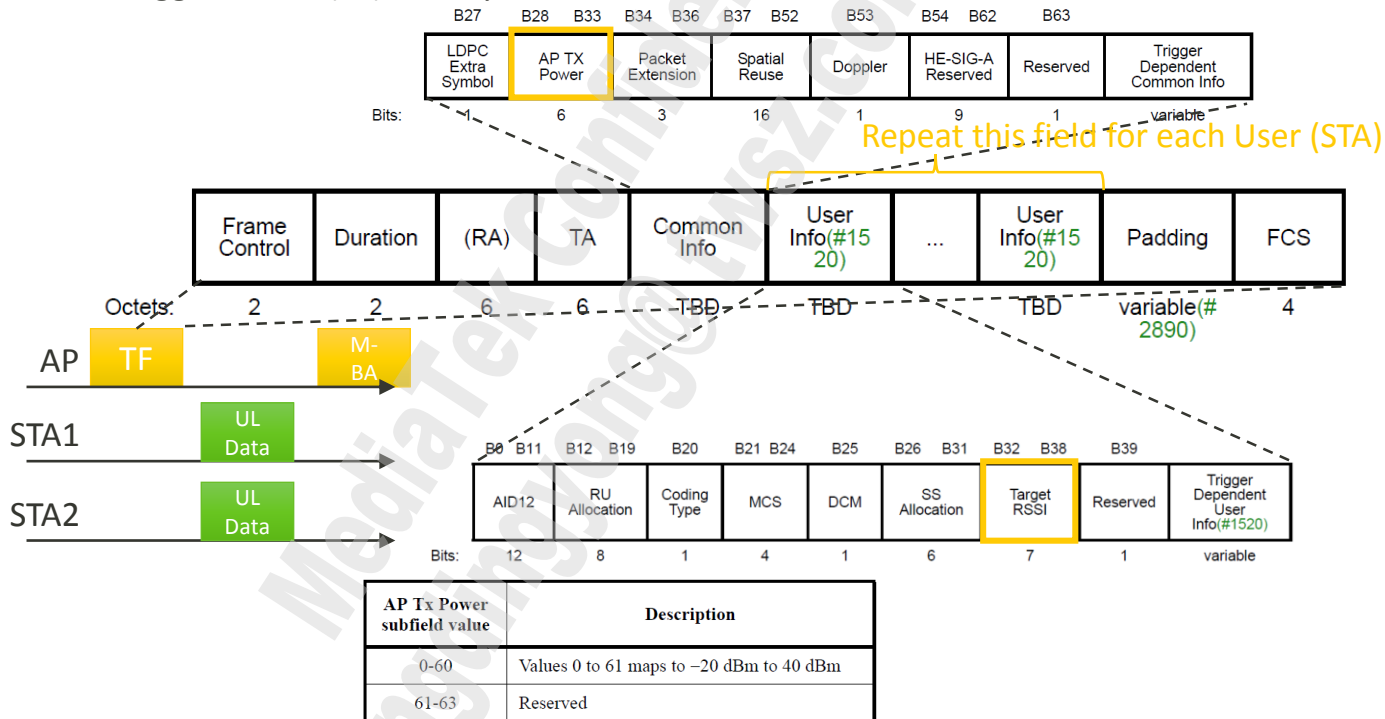 B27 B28 B33 B34 B36 B37 B52 B53 B54 B62 B63
LDPC
Extra
Symbol
AP TX
Power
Packet
Extension
Spatial
Reuse
Doppler
HE-SIG-A
Reserved
Reserved
Trigger
Dependent
Common Info
Bits: 1 6 3 16 1 9 1 variable
Repeat this field for each User (STA)
Frame
Control
Duration
(RA)
TA
Common
Info
User
Info(#15
20)
...
User
Info(#15
20)
Padding
FCS
Octets: 2 2 6 6 TBD TBD TBD variable(#
2890)
4
AP
TF
M-
BA
STA1
UL
Data
STA2
UL
Data
B0 B11 B12 B19 B20 B21 B24 B25 B26 B31 B32 B38 B39
AID12
RU
Allocation
Coding
Type
MCS
DCM
SS
Allocation
Target
RSSI
Reserved
Trigger
Dependent
User
Info(#1520)
Bits: 12 8 1 4 1 6 7 1 variable
AP Tx Power
subfield value
Description
0-60
Values 0 to 61 maps to −20 dBm to 40 dBm
61-63
Reserved